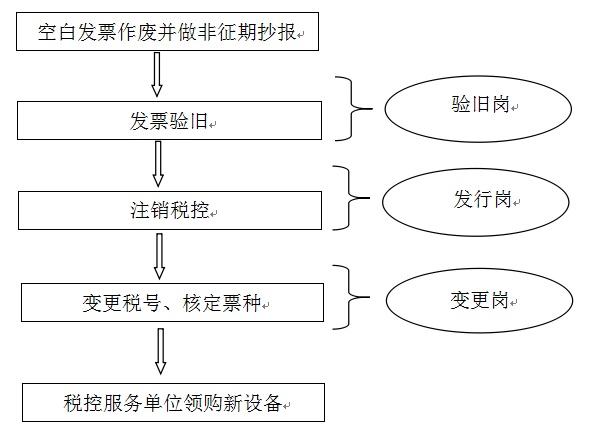 空白发票作废并做非征期抄报
发票验旧
验旧岗
注销税控
发行岗
变更税号、核定票种
变更岗
税控服务单位领购新设备